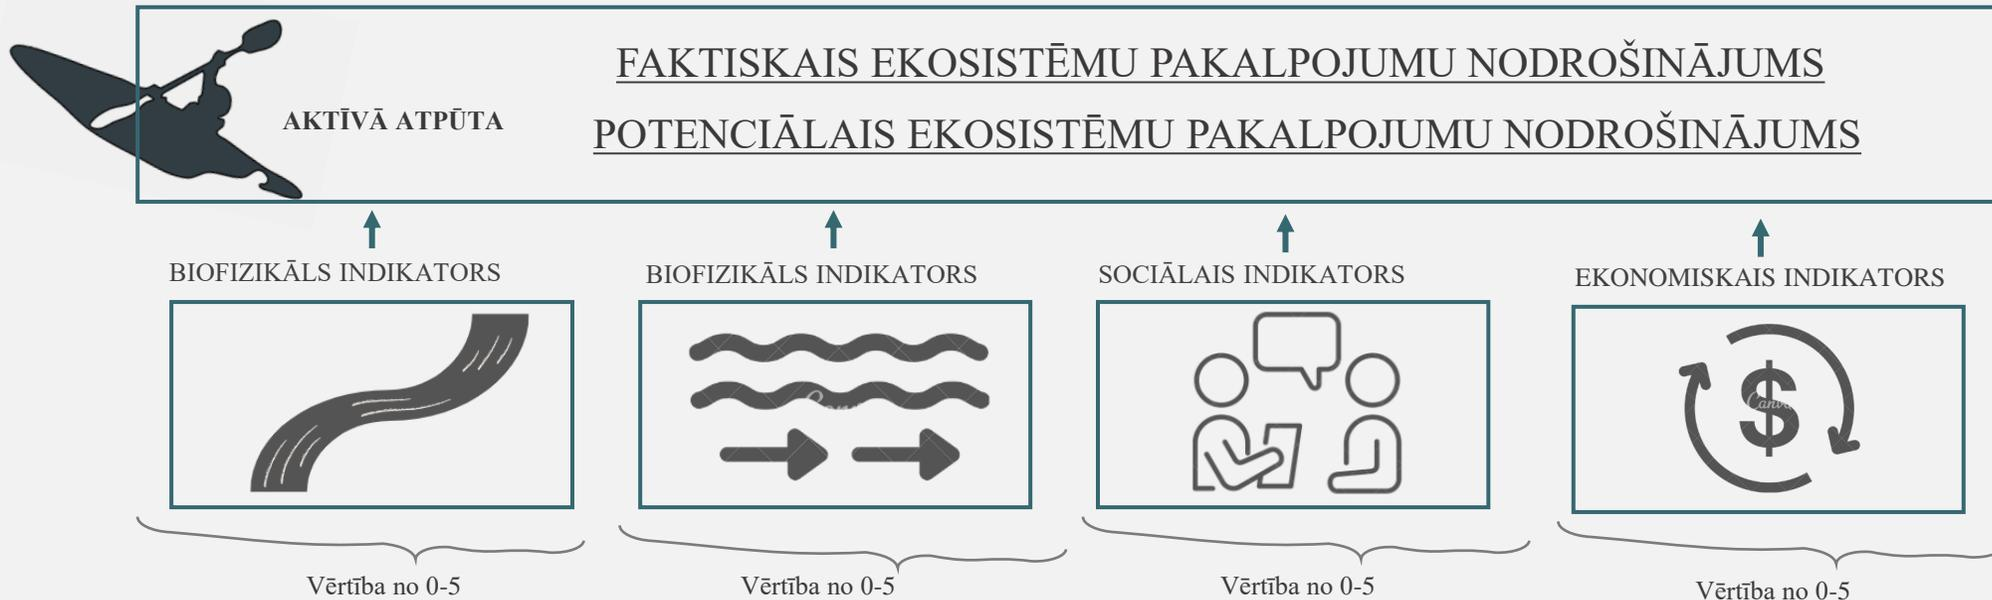 FAKTISKAIS EKOSISTĒMU PAKALPOJUMU NODROŠINĀJUMS
AKTĪVĀ ATPŪTA
POTENCIĀLAIS EKOSISTĒMU PAKALPOJUMU NODROŠINĀJUMS
BIOFIZIKĀLS INDIKATORS
BIOFIZIKĀLS INDIKATORS
SOCIĀLAIS INDIKATORS
EKONOMISKAIS INDIKATORS
Canva
Vērtība no 0-5
Vērtība no 0-5
Vērtība no 0-5
Vērtība no 0-5